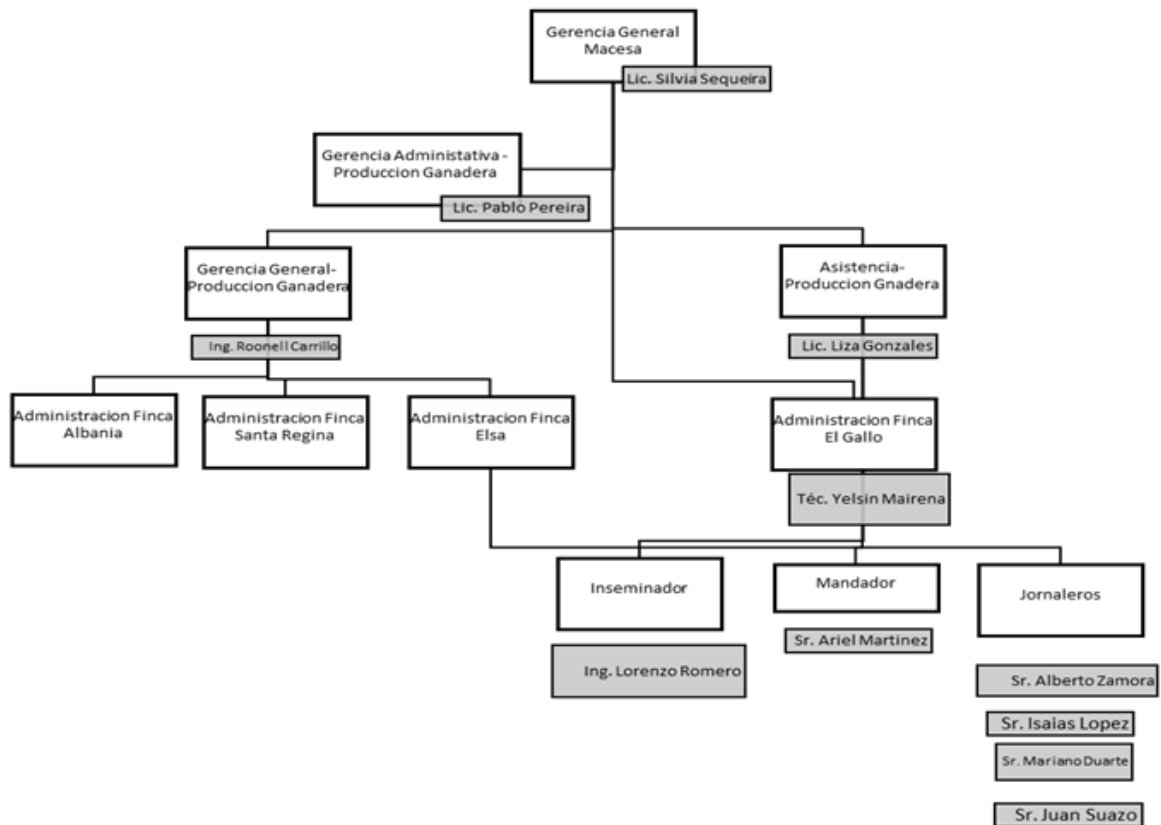 Gerencia General
Macesa
Lic. Silvia Sequeira
Gerencia Administativa -
Produccion Ganadera
Lic. Pablo Pereira
Gerencia General-
Produccion Ganadera
Ing. Roonell Carrillo
Asistencia-
Produccion Gnadera
Lic. Liza Gonzales
Administracion Finca
Albania
Administracion Finca
Santa Regina
Administracion Finca
Elsa
Administracion Finca
El Gallo
Téc. Yelsin Mairena
Inseminador
Ing. Lorenzo Romero
Mandador
Sr. Ariel Martinez
Jornaleros
Sr. Alberto Zamora
Sr. Isaias Lopez
Sr. Mariano Duarte
Sr. Juan Suazo